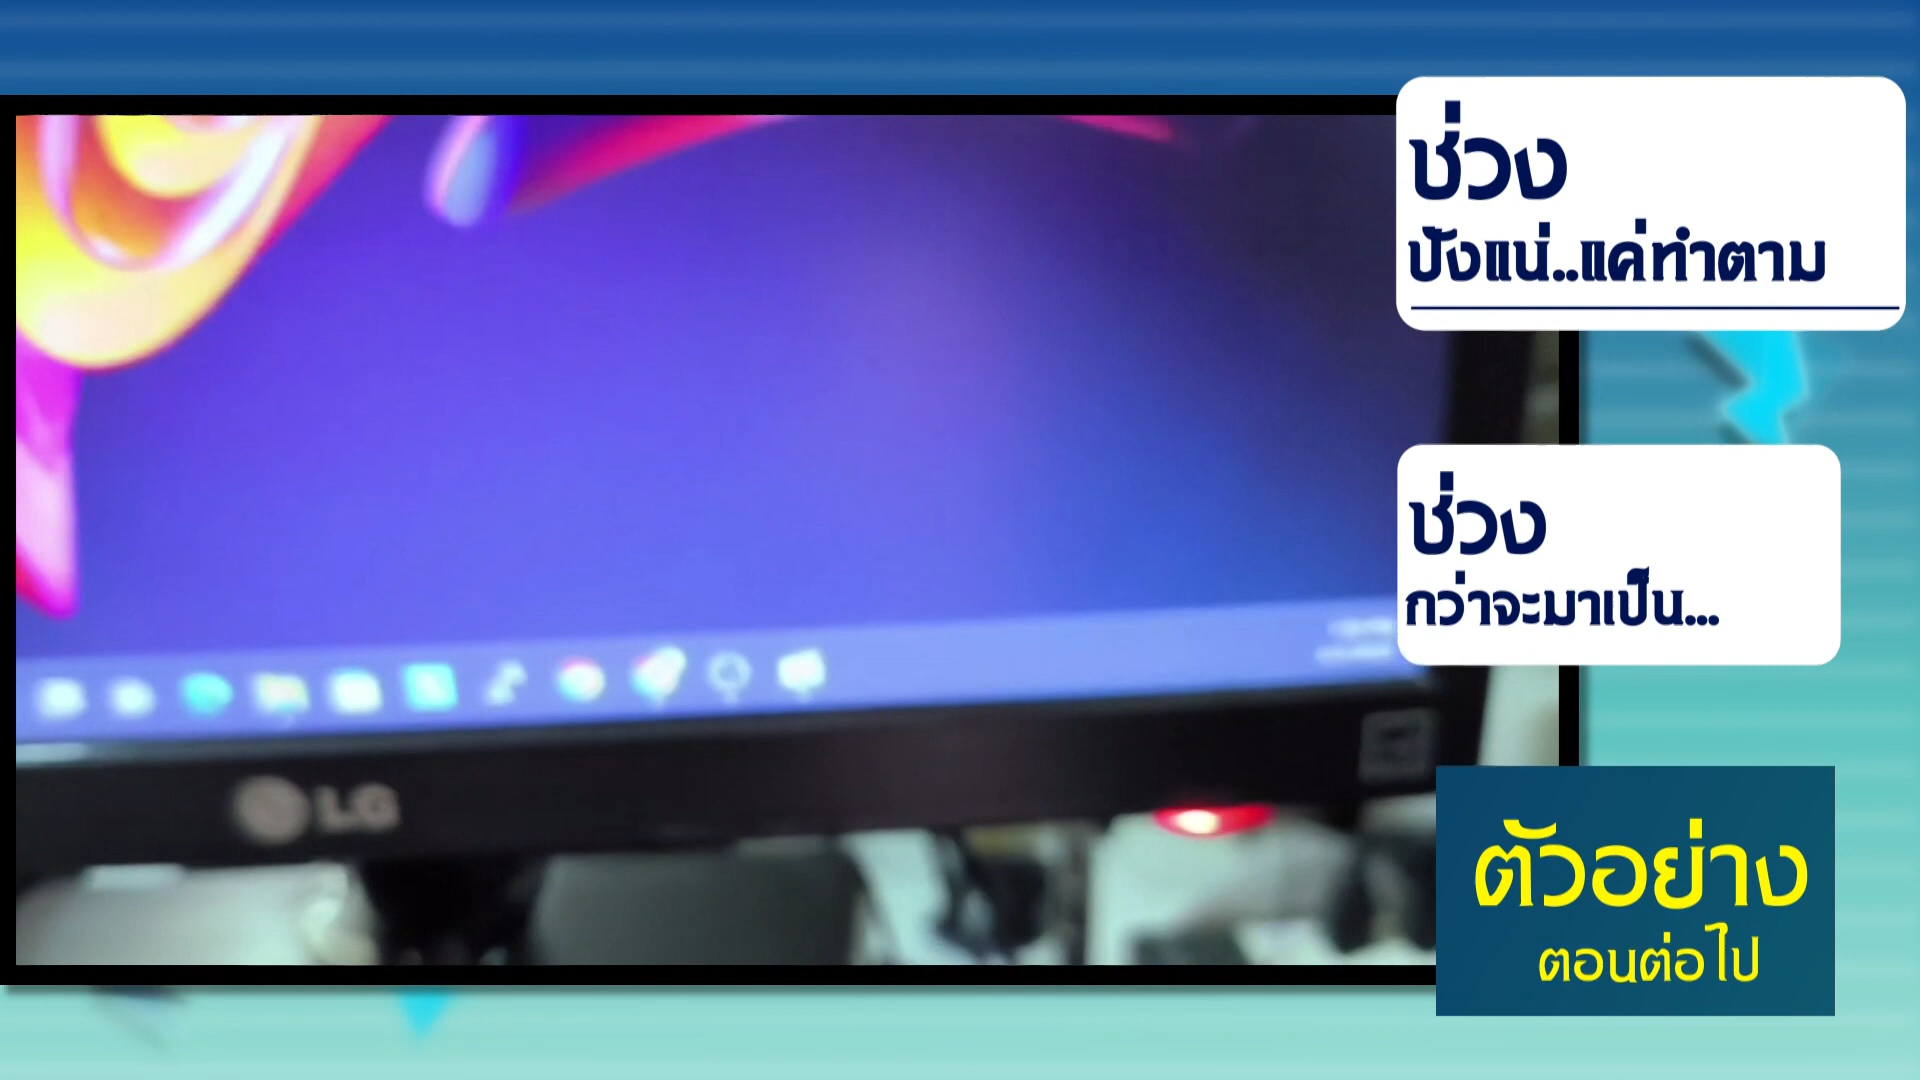 ช่วง
ปังแน่..แค่ทำตาม
ช่วง
กว่าจะมาเป็น...
LG
ตัวอย่าง
ตอนต่อไป